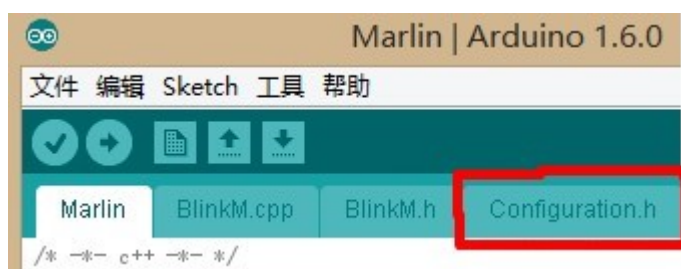 Marlin | Arduino 1.6.0
文件 编辑 Sketch 工具 帮助
Marlin BlinkM.cpp BlinkM.h Configuration.h
/* -*- c++ -*- */